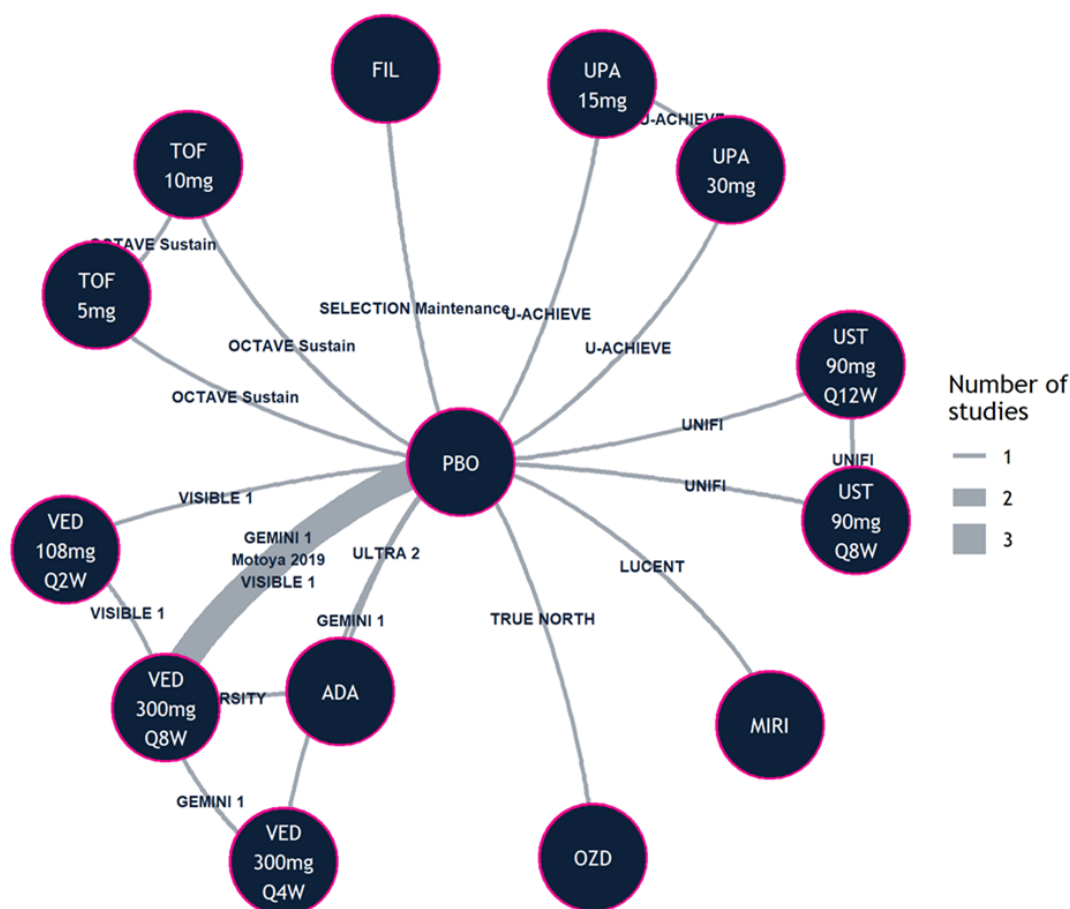 FIL
UPA
15mg
U-ACHIEVE
UPA
30mg
TOF
10mg
OCTAVE Sustain
TOF
5mg
SELECTION Maintenance
U-ACHIEVE
OCTAVE Sustain
U-ACHIEVE
OCTAVE Sustain
UST
90mg
Q12W
UNIFI
UNIFI
PBO
UNIFI
UST
90mg
Q8W
Number of
studies
1
2
3
VISIBLE 1
VED
108mg
Q2W
GEMINI 1
Motoya 2019
VISIBLE 1
ULTRA 2
LUCENT
VISIBLE 1
GEMINI 1
TRUE NORTH
VED
300mg
Q8W
RSITY
ADA
MIRI
GEMINI 1
VED
300mg
Q4W
OZD